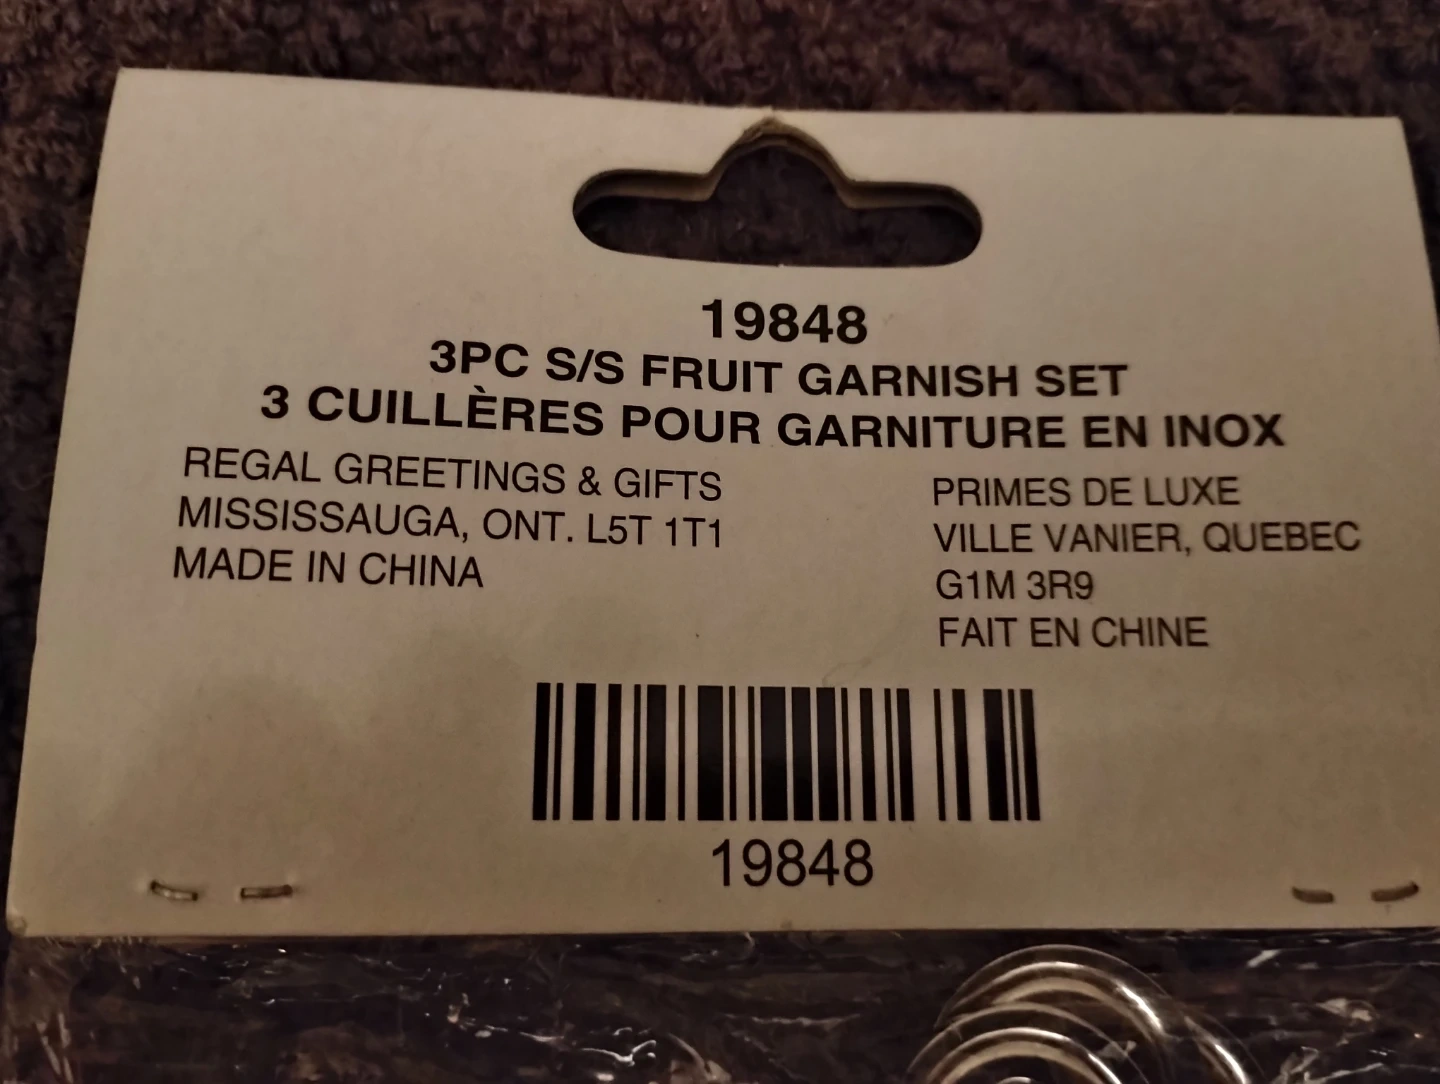 19848
3PC S/S FRUIT GARNISH SET
3 CUILLÈRES POUR GARNITURE EN INOX
REGAL GREETINGS & GIFTS
MISSISSAUGA, ONT. L5T 1T1
MADE IN CHINA
PRIMES DE LUXE
VILLE VANIER, QUEBEC
G1M 3R9
FAIT EN CHINE
19848